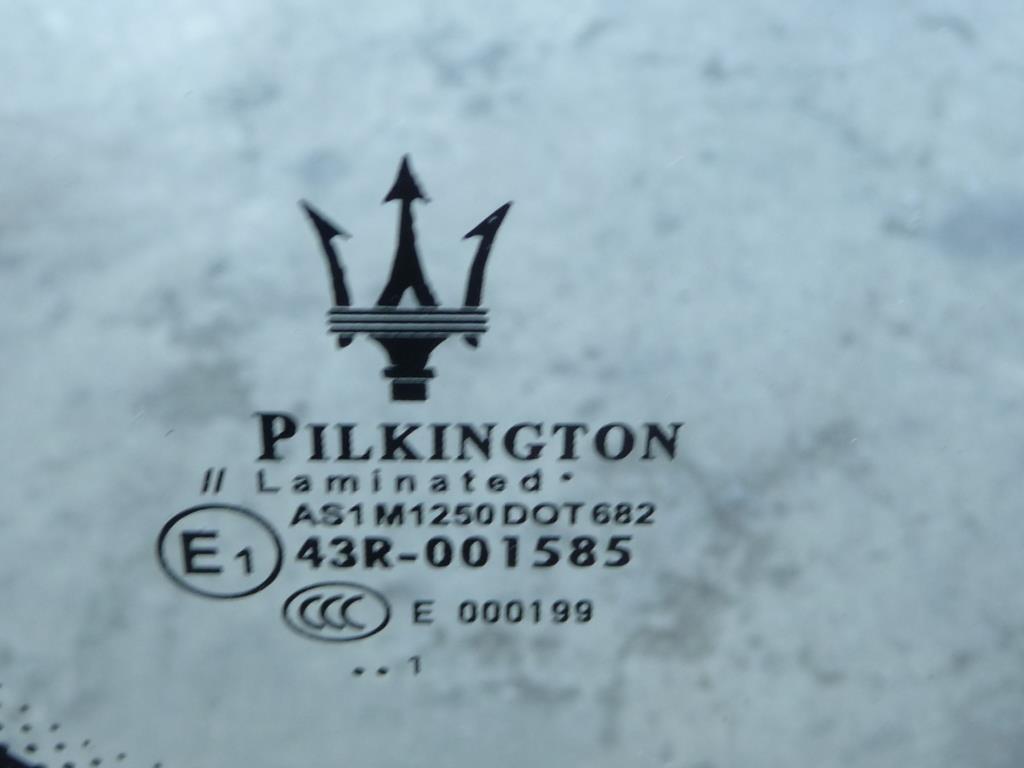 PILKINGTON
// Laminated •
AS1 M1250 DOT 682
E1 43R-001585
CCC E 000199
•• 1